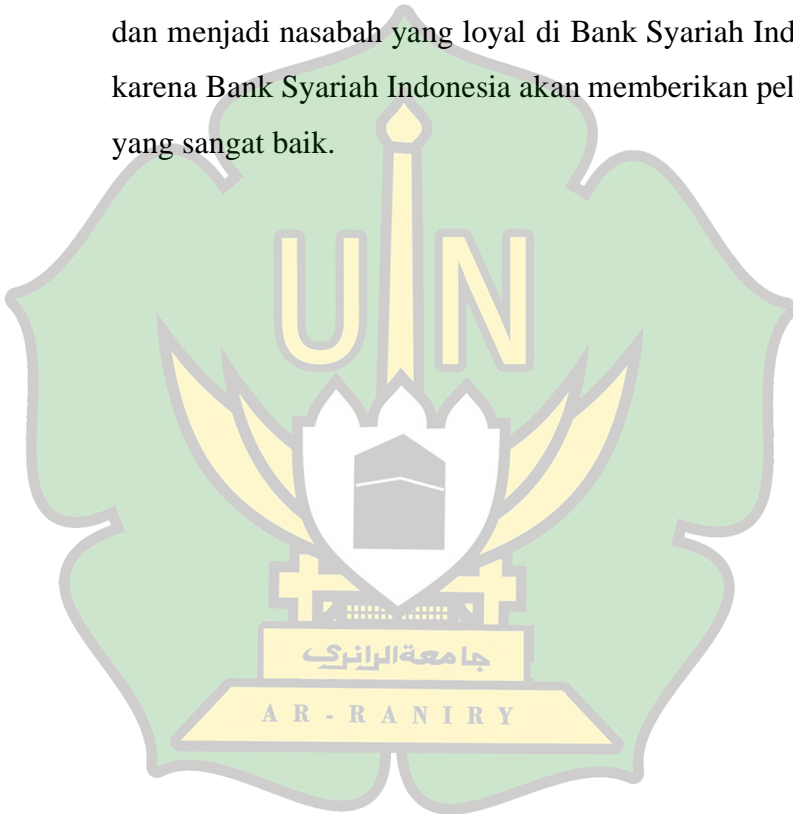 dan menjadi nasabah yang loyal di Bank Syariah Ind
karena Bank Syariah Indonesia akan memberikan pel
yang sangat baik.
UIN
جامعةالرانري
AR-RANIRY